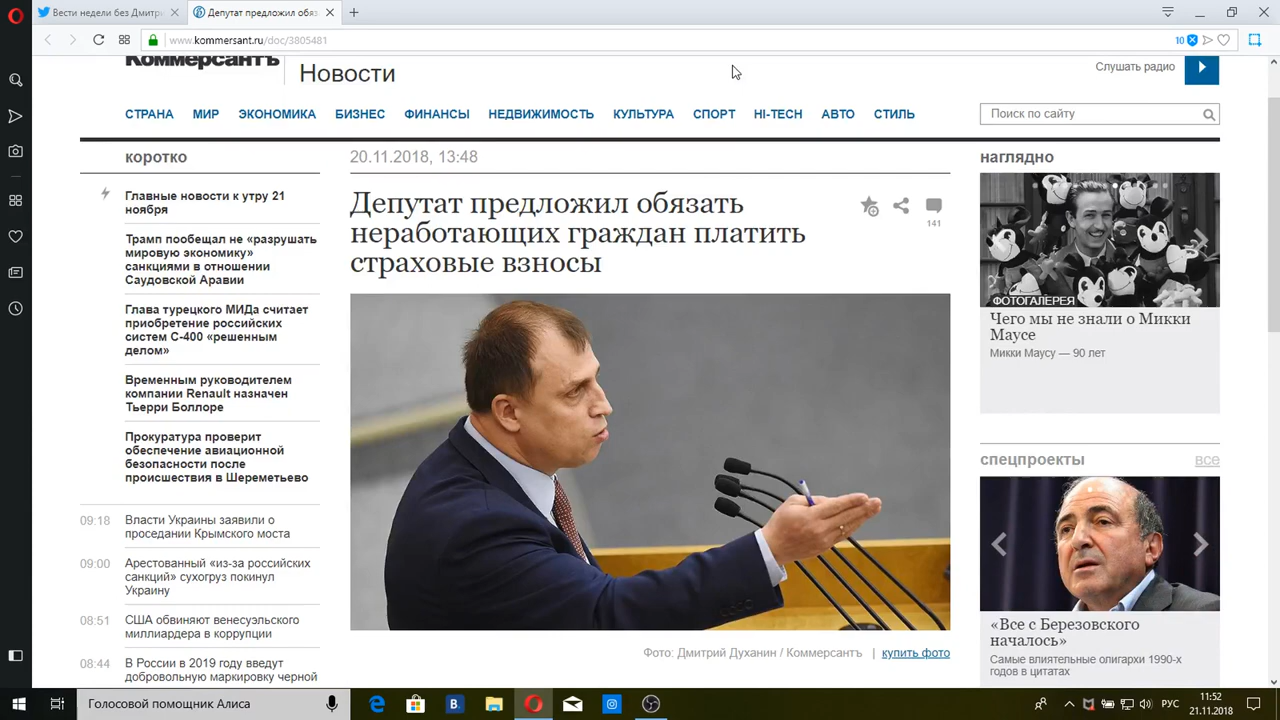 Вести недели без Дмитри
Депутат предложил обяз
www.kommersant.ru/doc/3805481
10
Коммерсантъ
Новости
Слушать радио
СТРАНА МИР ЭКОНОМИКА БИЗНЕС ФИНАНСЫ НЕДВИЖИМОСТЬ КУЛЬТУРА СПОРТ HI-TECH АВТО СТИЛЬ
Поиск по сайту
коротко
Главные новости к утру 21
ноября
Трамп пообещал не «разрушать
мировую экономику»
санкциями в отношении
Саудовской Аравии
Глава турецкого МИДа считает
приобретение российских
систем С-400 «решенным
делом»
Временным руководителем
компании Renault назначен
Тьерри Боллоре
Прокуратура проверит
обеспечение авиационной
безопасности после
происшествия в Шереметьево
09:18 Власти Украины заявили о
проседании Крымского моста
09:00 Арестованный «из-за российских
санкций» сухогруз покинул
Украину
08:51 США обвиняют венесуэльского
миллиардера в коррупции
08:44 В России в 2019 году введут
добровольную маркировку черной
20.11.2018, 13:48
Депутат предложил обязать
неработающих граждан платить
страховые взносы
141
Фото: Дмитрий Духанин / Коммерсантъ | купить фото
наглядно
ФОТОГАЛЕРЕЯ
Чего мы не знали о Микки
Маусе
Микки Маусу — 90 лет
спецпроекты все
«Все с Березовского
началось»
Самые влиятельные олигархи 1990-х
годов в цитатах
Голосовой помощник Алиса
B
РУС
11:52
21.11.2018